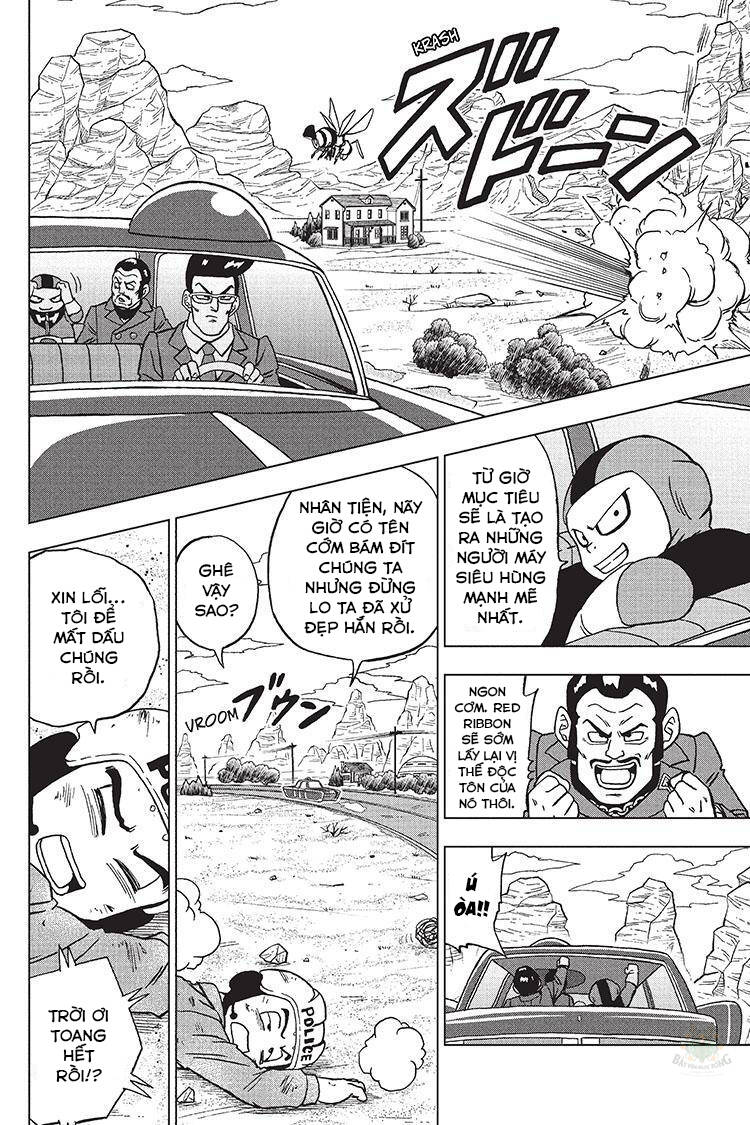 KRASH
ズドーン
TỪ GIỜ
MỤC TIÊU
SẼ LÀ TẠO
RA NHỮNG
NGƯỜI MÁY
SIÊU HÙNG
MẠNH MẼ
NHẤT.
NGON
CƠM. RED
RIBBON
SẼ SỚM
LẤY LẠI VỊ
THẾ ĐỘC
TÔN CỦA
NÓ THÔI.
Ú
ÒA!!
NHÂN TIỆN, NÃY
GIỜ CÓ TÊN
CỚM BÁM ĐÍT
CHÚNG TA
NHƯNG ĐỪNG
LO TA ĐÃ XỬ
ĐẸP HẮN RỒI.
GHÊ
VẬY
SAO?
VROOM
ブウン
POLICE
XIN LỖI...
TÔI ĐỂ
MẤT DẤU
CHÚNG
RỒI.
POLI
TRỜI ƠI
TOANG
HẾT
RỒI!?